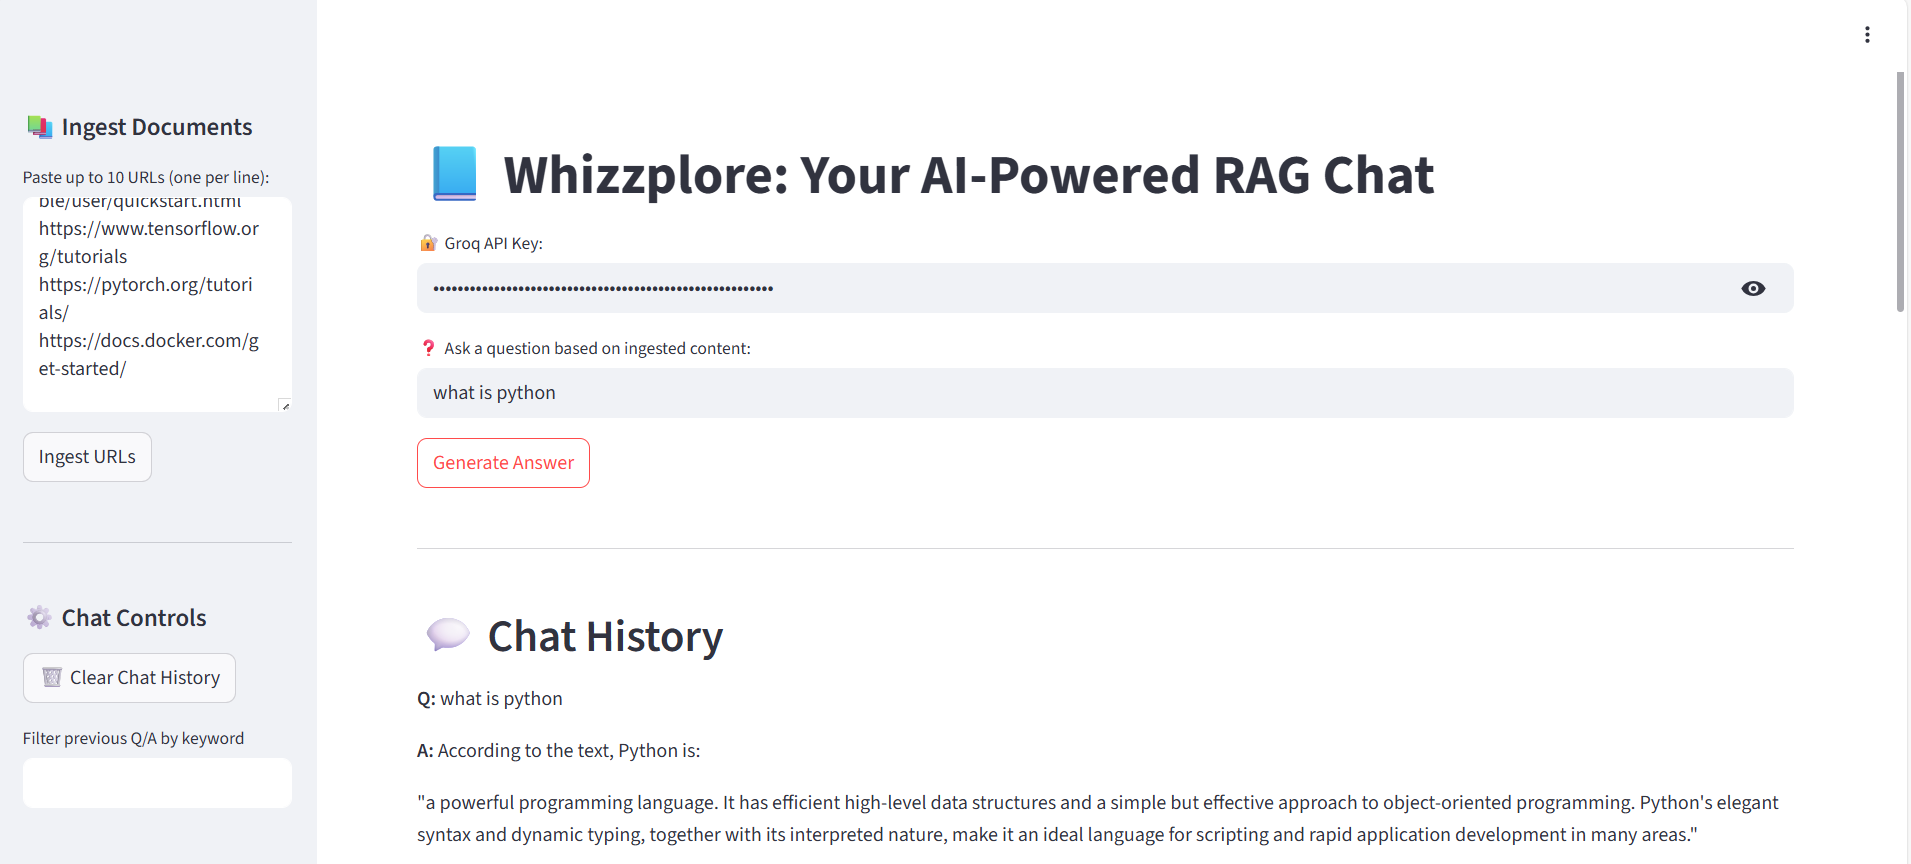 Ingest Documents
Paste up to 10 URLs (one per line):
ble/user/quickstart.html
https://www.tensorflow.or
g/tutorials
https://pytorch.org/tutori
als/
https://docs.docker.com/g
et-started/
Ingest URLs
Chat Controls
Clear Chat History
Filter previous Q/A by keyword
Whizzplore: Your AI-Powered RAG Chat
Groq API Key:
Ask a question based on ingested content:
what is python
Generate Answer
Chat History
Q: what is python
A: According to the text, Python is:
"a powerful programming language. It has efficient high-level data structures and a simple but effective approach to object-oriented programming. Python's elegant
syntax and dynamic typing, together with its interpreted nature, make it an ideal language for scripting and rapid application development in many areas."